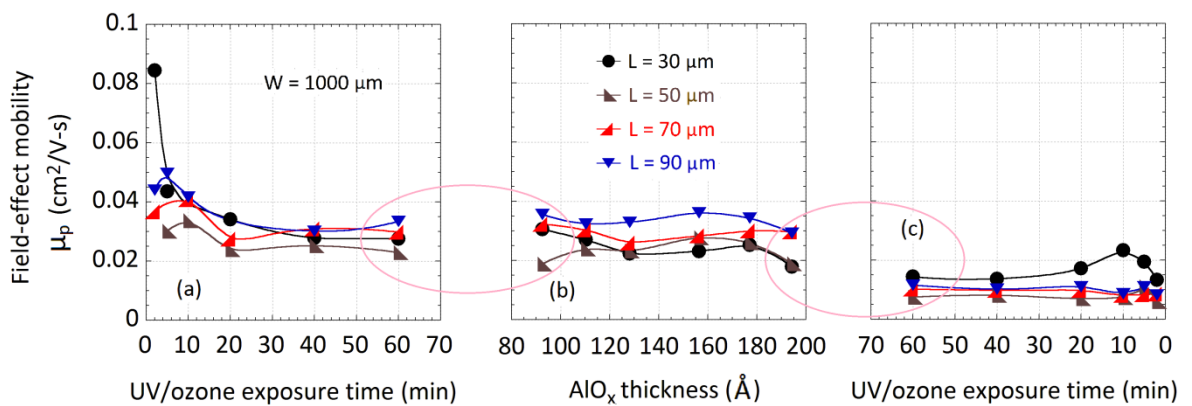 Field-effect mobility
μp (cm²/V-s)
0.1
0.08
0.06
0.04
0.02
0
W = 1000 μm
(a)
0 10 20 30 40 50 60 70
UV/ozone exposure time (min)
L = 30 μm
L = 50 μm
L = 70 μm
L = 90 μm
(b)
80 100 120 140 160 180 200
AlOx thickness (Å)
(c)
70 60 50 40 30 20 10 0
UV/ozone exposure time (min)